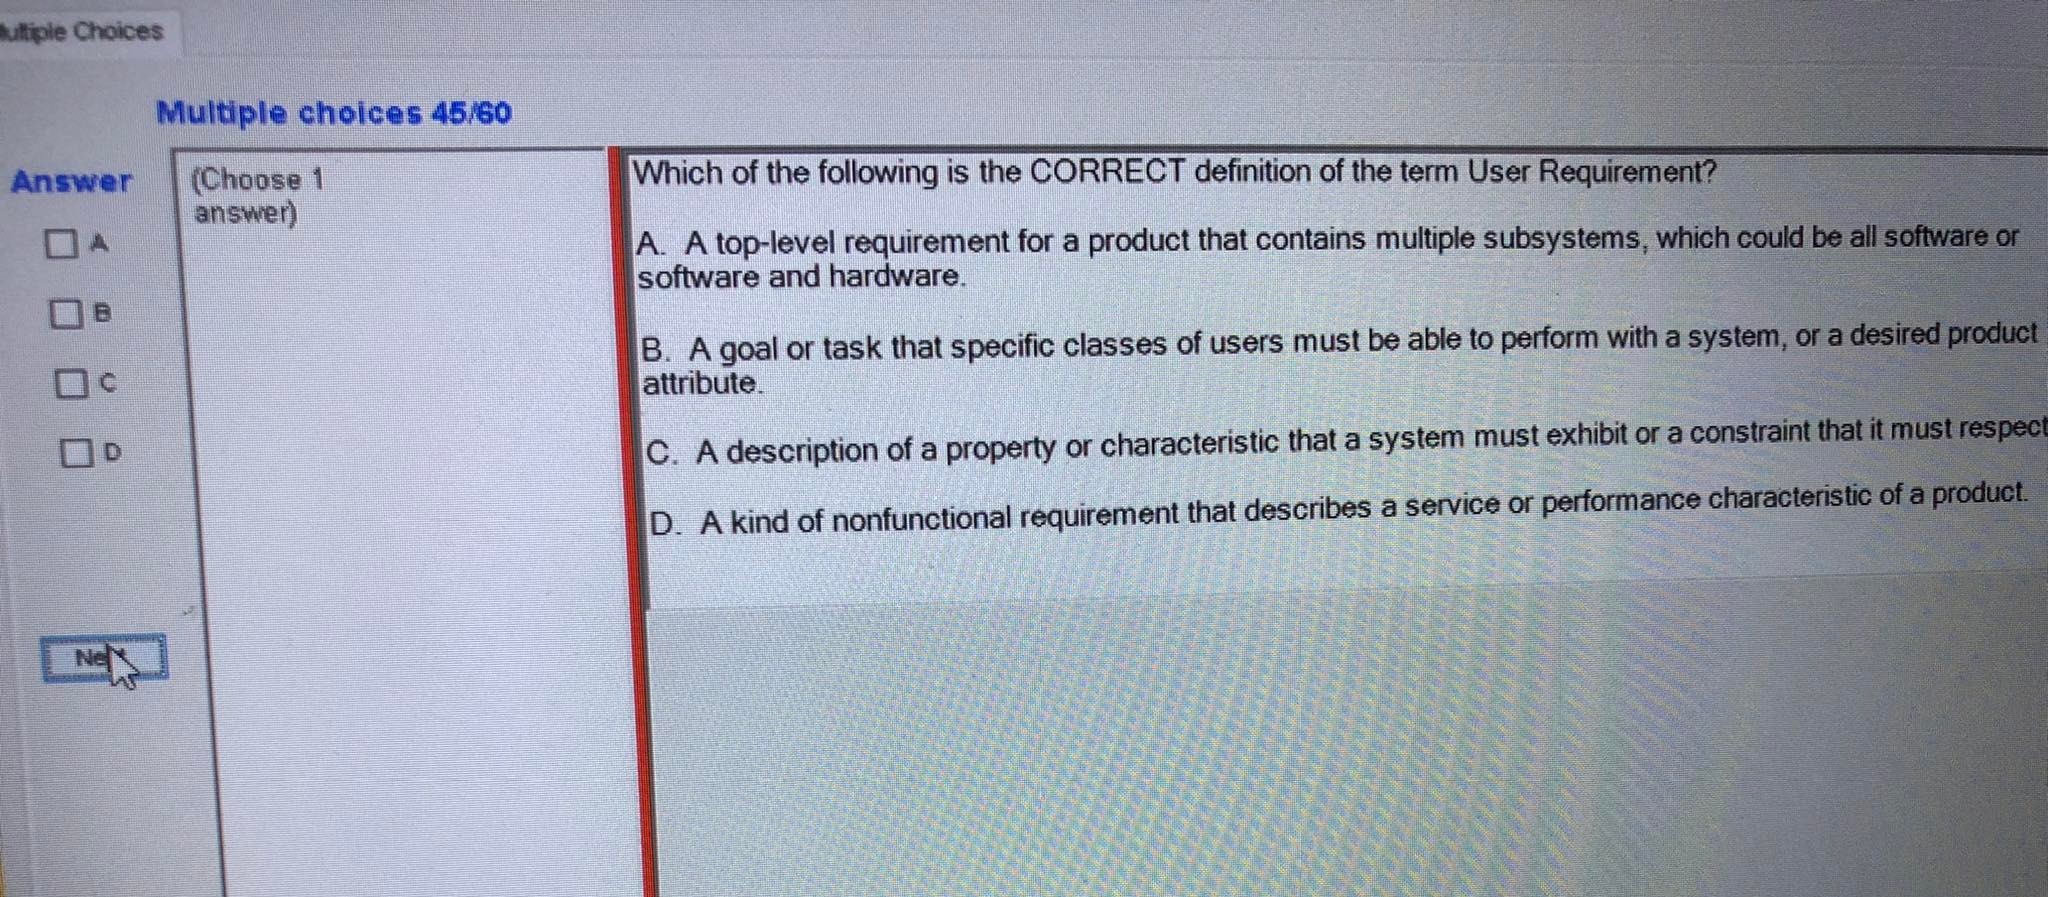 Choices
Multiple choices 45/60
Answer
(Choose 1
answer)
A
B
C
D
Which of the following is the CORRECT definition of the term User Requirement?
A. A top-level requirement for a product that contains multiple subsystems, which could be all software or
software and hardware.
B. A goal or task that specific classes of users must be able to perform with a system, or a desired product
attribute.
C. A description of a property or characteristic that a system must exhibit or a constraint that it must respect
D. A kind of nonfunctional requirement that describes a service or performance characteristic of a product.